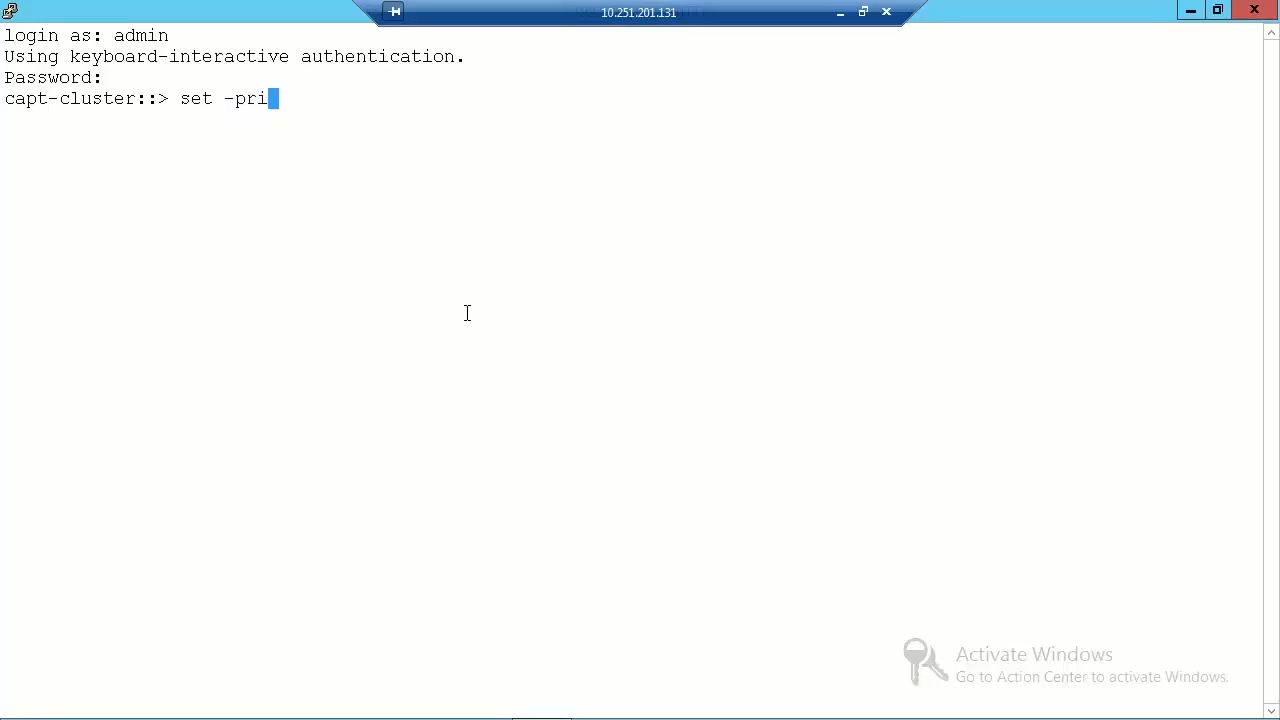 10.251.201.131
login as: admin
Using keyboard-interactive authentication.
Password:
capt-cluster::> set -pri
Activate Windows
Go to Action Center to activate Windows.